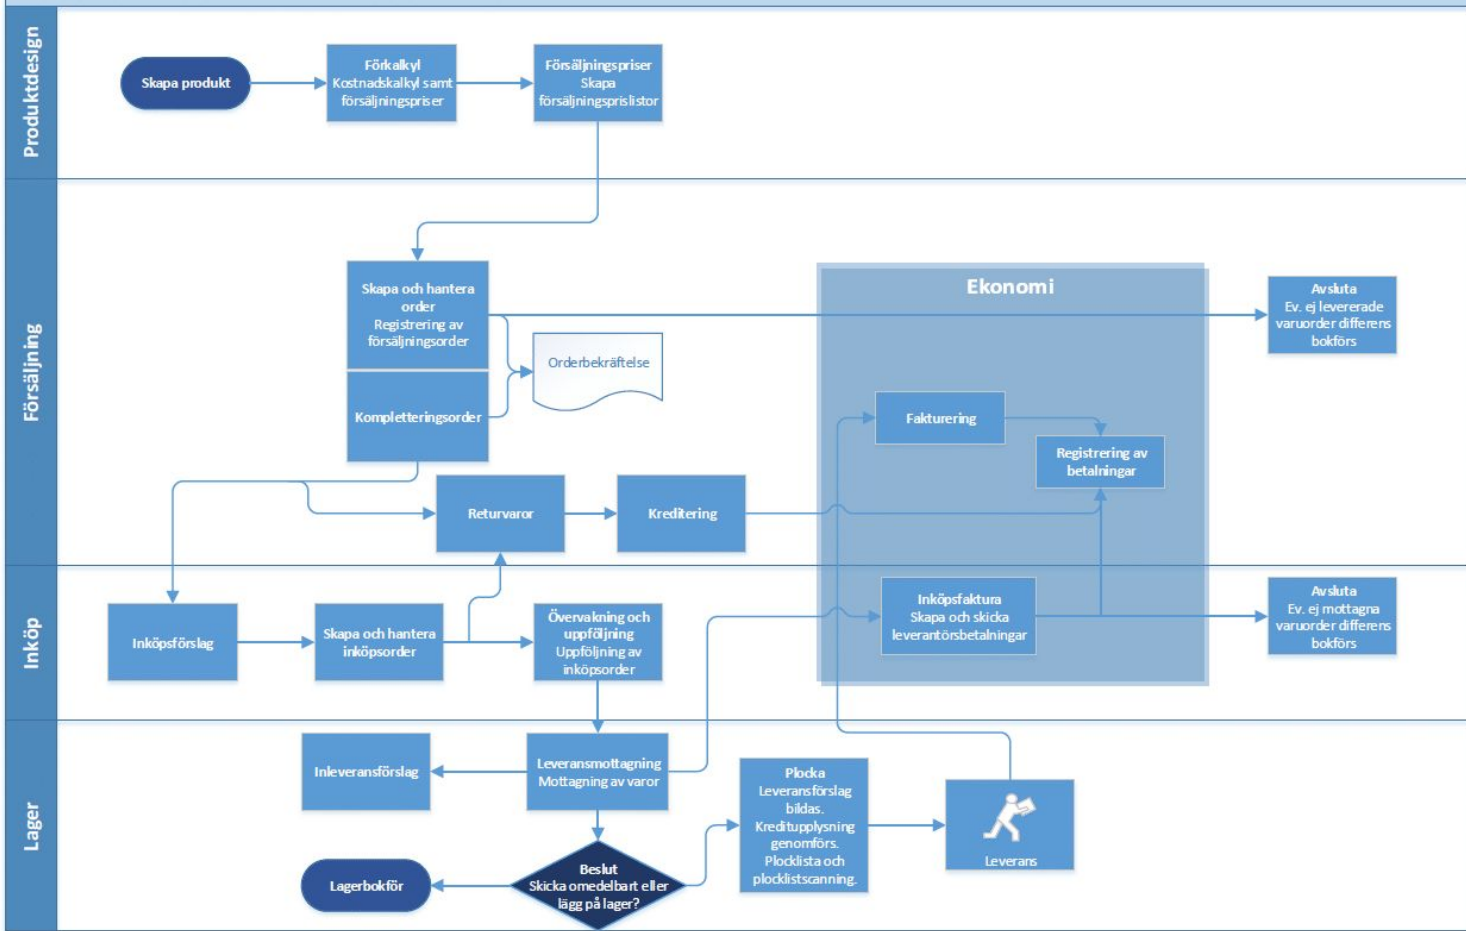 Produktdesign
Skapa produkt
Förkalkyl
Kostnadskalkyl samt
försäljningspriser
Försäljningspriser
Skapa
försäljningsprislistor
Försäljning
Skapa och hantera
order
Registrering av
försäljningsorder
Kompletteringsorder
Orderbekräftelse
Returvaror
Kreditering
Ekonomi
Fakturering
Registrering av
betalningar
Avsluta
Ev. ej levererade
varuorder differens
bokförs
Inköp
Inköpsförslag
Skapa och hantera
inköpsorder
Övervakning och
uppföljning
Uppföljning av
inköpsorder
Inköpsfaktura
Skapa och skicka
leverantörsbetalningar
Avsluta
Ev. ej mottagna
varuorder differens
bokförs
Lager
Inleveransförslag
Leveransmottagning
Mottagning av varor
Lagerbokför
Beslut
Skicka omedelbart eller
lägg på lager?
Plocka
Leveransförslag
bildas.
Kreditupplysning
genomförs.
Plocklista och
plocklistscanning.
Leverans